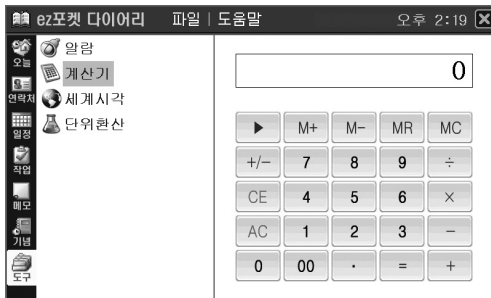 ez포켓 다이어리 파일 | 도움말 오후 2:19
오늘
연락처
일정
작업
메모
기념
도구
알람
계산기
세계시각
단위환산
0
▶ M+ M− MR MC
+/− 7 8 9 ÷
CE 4 5 6 ×
AC 1 2 3 −
0 00 · = +